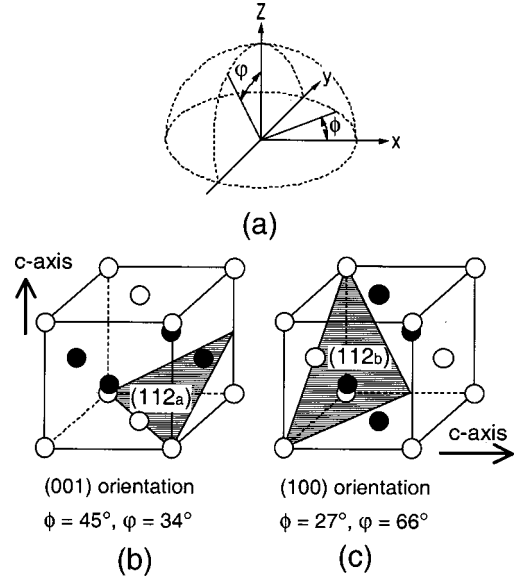 Z
φ
y
ϕ
x
(a)
c-axis
(112a)
(001) orientation
ϕ = 45°, φ = 34°
(b)
(112b)
c-axis
(100) orientation
ϕ = 27°, φ = 66°
(c)